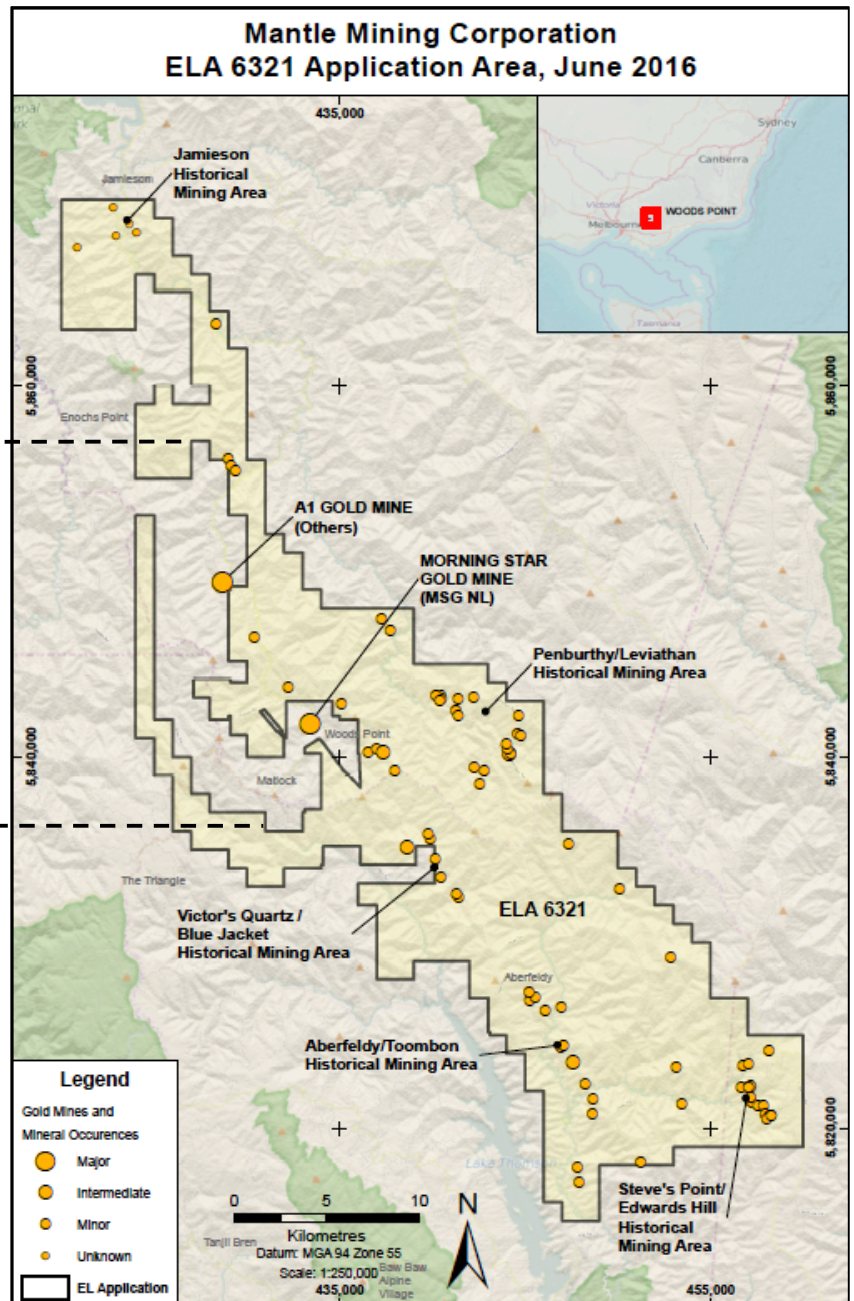 Mantle Mining Corporation
ELA 6321 Application Area, June 2016
435,000
Jamieson
Historical
Mining Area
Jamieson
Sydney
Canberra
Victoria
Melbourne
WOODS POINT
Tasmania
5,860,000
5,860,000
Enochs Point
A1 GOLD MINE
(Others)
MORNING STAR
GOLD MINE
(MSG NL)
Penburthy/Leviathan
Historical Mining Area
Woods Point
5,840,000
5,840,000
Matlock
The Triangle
ELA 6321
Victor's Quartz /
Blue Jacket
Historical Mining Area
Aberfeldy
Aberfeldy/Toombon
Historical Mining Area
Legend
Gold Mines and
Mineral Occurences
Major
Intermediate
Minor
Unknown
EL Application
5,820,000
Steve's Point/
Edwards Hill
Historical
Mining Area
0 5 10
Kilometres
Datum: MGA 94 Zone 55
Scale: 1:250,000
N
Tanjil Bren
Baw Baw
Alpine
Village
435,000
455,000